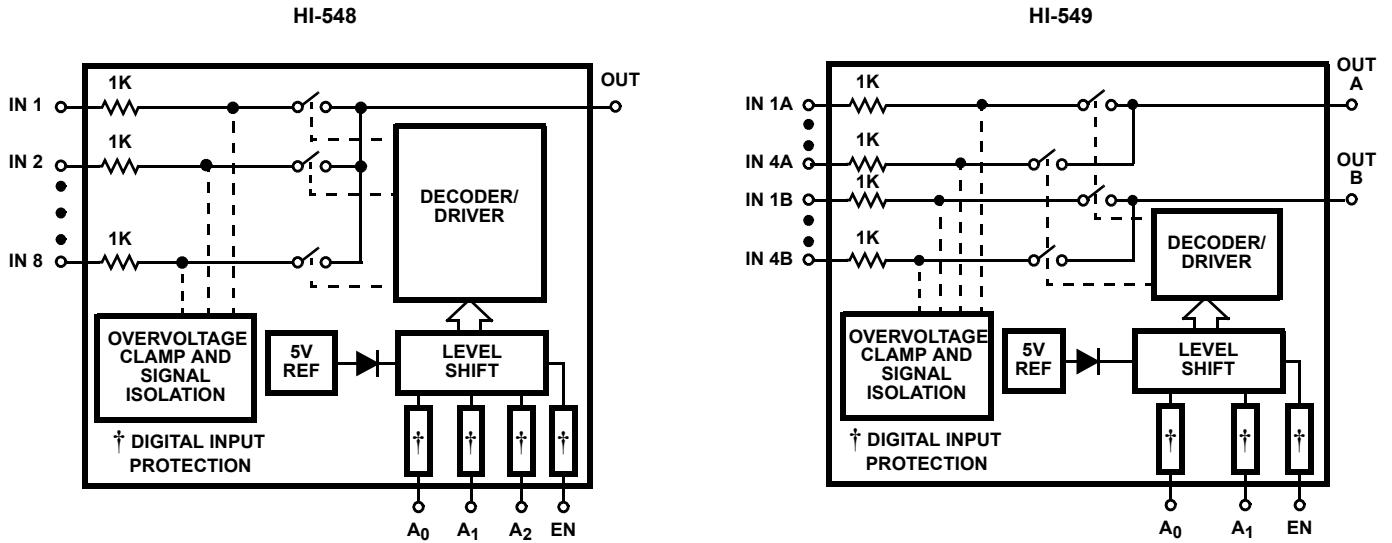 HI-548
1K
IN 1
OUT
1K
IN 2
1K
IN 8
DECODER/
DRIVER
OVERVOLTAGE
CLAMP AND
SIGNAL
ISOLATION
5V
REF
LEVEL
SHIFT
† DIGITAL INPUT
PROTECTION
† † † †
A0 A1 A2 EN
HI-549
1K
IN 1A
OUT
A
1K
IN 4A
1K
IN 1B
OUT
B
1K
IN 4B
DECODER/
DRIVER
OVERVOLTAGE
CLAMP AND
SIGNAL
ISOLATION
5V
REF
LEVEL
SHIFT
† DIGITAL INPUT
PROTECTION
† † †
A0 A1 EN